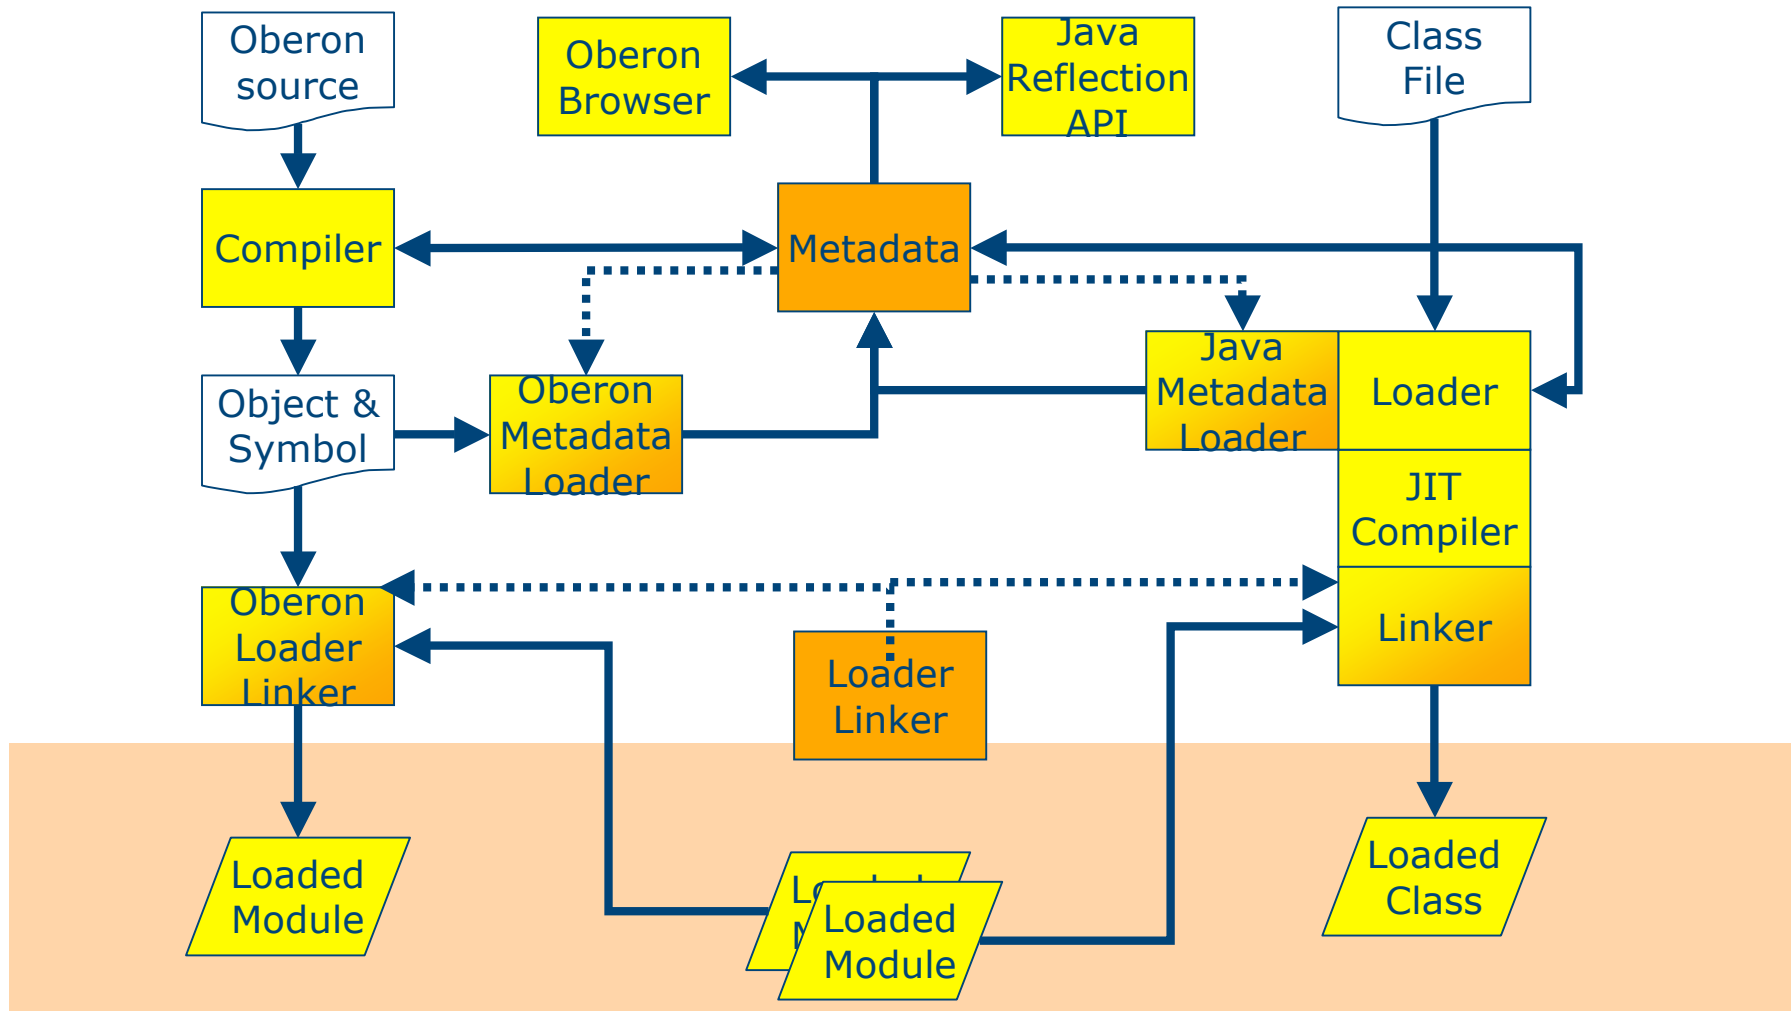 Oberon
source
Oberon
Browser
Java
Reflection
API
Class
File
Compiler
Metadata
Object &
Symbol
Oberon
Metadata
Loader
Java
Metadata
Loader
Loader
JIT
Compiler
Linker
Oberon
Loader
Linker
Loader
Linker
Loaded
Module
Loaded
Module
Loaded
Class